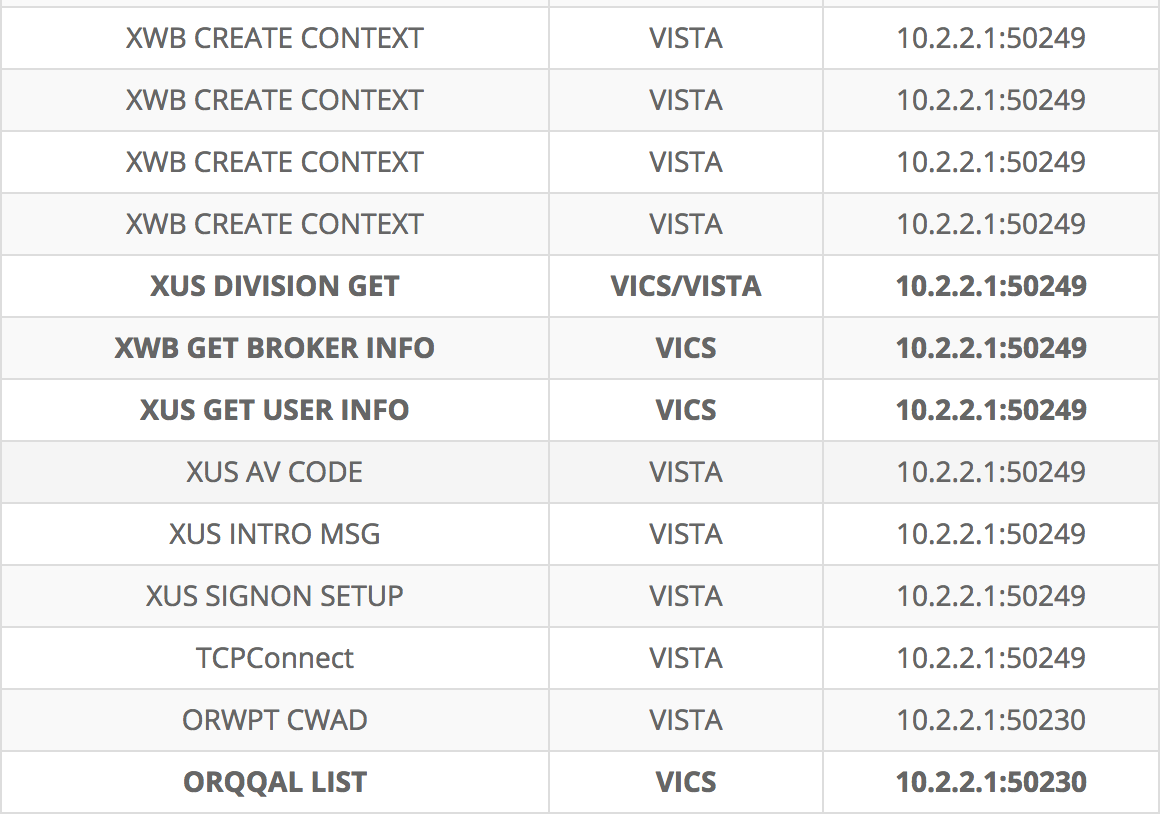 XWB CREATE CONTEXT VISTA 10.2.2.1:50249
XWB CREATE CONTEXT VISTA 10.2.2.1:50249
XWB CREATE CONTEXT VISTA 10.2.2.1:50249
XWB CREATE CONTEXT VISTA 10.2.2.1:50249
XUS DIVISION GET VICS/VISTA 10.2.2.1:50249
XWB GET BROKER INFO VICS 10.2.2.1:50249
XUS GET USER INFO VICS 10.2.2.1:50249
XUS AV CODE VISTA 10.2.2.1:50249
XUS INTRO MSG VISTA 10.2.2.1:50249
XUS SIGNON SETUP VISTA 10.2.2.1:50249
TCPConnect VISTA 10.2.2.1:50249
ORWPT CWAD VISTA 10.2.2.1:50230
ORQQAL LIST VICS 10.2.2.1:50230